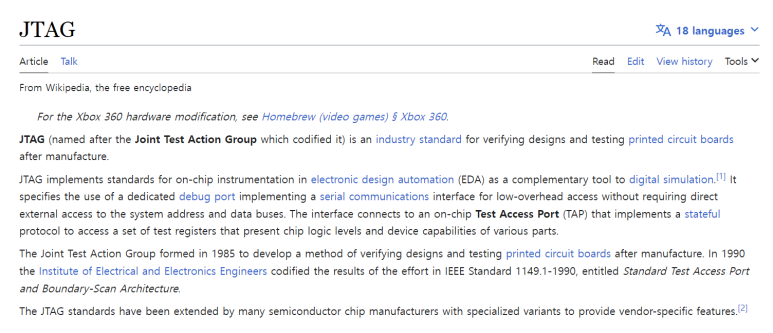 JTAG
18 languages
Article Talk Read Edit View history Tools
From Wikipedia, the free encyclopedia
For the Xbox 360 hardware modification, see Homebrew (video games) § Xbox 360.
JTAG (named after the Joint Test Action Group which codified it) is an industry standard for verifying designs and testing printed circuit boards
after manufacture.
JTAG implements standards for on-chip instrumentation in electronic design automation (EDA) as a complementary tool to digital simulation.[1] It
specifies the use of a dedicated debug port implementing a serial communications interface for low-overhead access without requiring direct
external access to the system address and data buses. The interface connects to an on-chip Test Access Port (TAP) that implements a stateful
protocol to access a set of test registers that present chip logic levels and device capabilities of various parts.
The Joint Test Action Group formed in 1985 to develop a method of verifying designs and testing printed circuit boards after manufacture. In 1990
the Institute of Electrical and Electronics Engineers codified the results of the effort in IEEE Standard 1149.1-1990, entitled Standard Test Access Port
and Boundary-Scan Architecture.
The JTAG standards have been extended by many semiconductor chip manufacturers with specialized variants to provide vendor-specific features.[2]